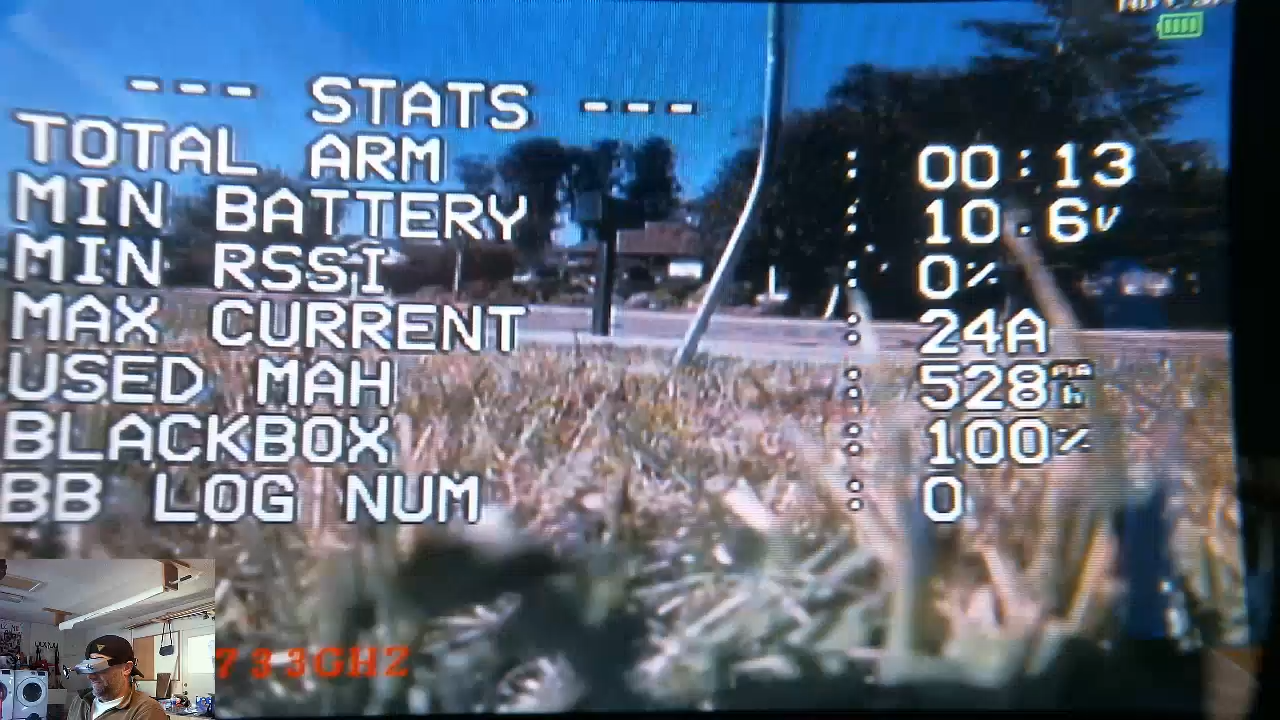 --- STATS ---
TOTAL ARM : 00:13
MIN BATTERY : 10.6V
MIN RSSI : 0%
MAX CURRENT : 24A
USED MAH : 528mAh
BLACKBOX : 100%
BB LOG NUM : 0
733GHZ